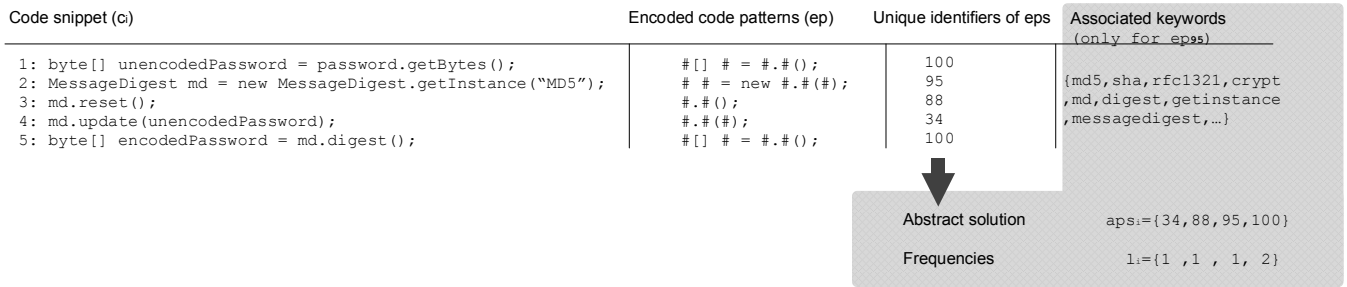 Code snippet (ci) Encoded code patterns (ep) Unique identifiers of eps Associated keywords
(only for ep95)
1: byte[] unencodedPassword = password.getBytes(); #[] # = #.#(); 100
2: MessageDigest md = new MessageDigest.getInstance(“MD5”); # # = new #.#(#); 95 {md5,sha,rfc1321,crypt
3: md.reset(); #.#(); 88 ,md,digest,getinstance
4: md.update(unencodedPassword); #.#(#); 34 ,messagedigest,…}
5: byte[] encodedPassword = md.digest(); #[] # = #.#(); 100
Abstract solution apsi={34,88,95,100}
Frequencies li={1 ,1 , 1, 2}